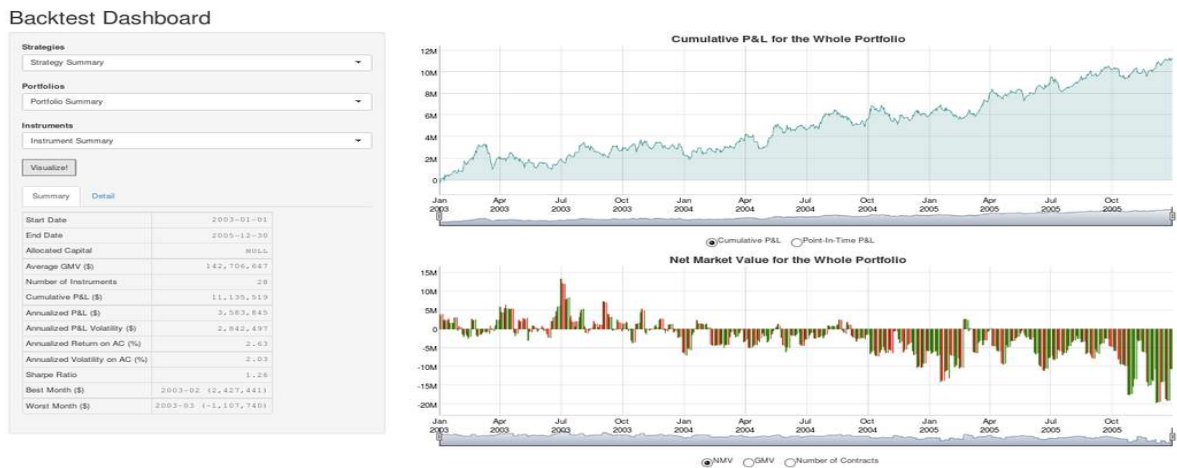 Backtest Dashboard
Strategies
Strategy Summary
Portfolios
Portfolio Summary
Instruments
Instrument Summary
Visualize!
Summary Detail
Start Date 2003-01-01
End Date 2005-12-30
Allocated Capital NULL
Average GMV ($) 142,706,647
Number of Instruments 28
Cumulative P&L ($) 11,135,519
Annualized P&L ($) 3,583,845
Annualized P&L Volatility ($) 2,842,497
Annualized Return on AC (%) 2.63
Annualized Volatility on AC (%) 2.03
Sharpe Ratio 1.26
Best Month ($) 2003-02 (2,427,441)
Worst Month ($) 2003-03 (-1,107,740)
Cumulative P&L for the Whole Portfolio
12M
10M
8M
6M
4M
2M
0
Jan 2003 Apr 2003 Jul 2003 Oct 2003 Jan 2004 Apr 2004 Jul 2004 Oct 2004 Jan 2005 Apr 2005 Jul 2005 Oct 2005
Cumulative P&L Point-In-Time P&L
Net Market Value for the Whole Portfolio
15M
10M
5M
0
-5M
-10M
-15M
-20M
Jan 2003 Apr 2003 Jul 2003 Oct 2003 Jan 2004 Apr 2004 Jul 2004 Oct 2004 Jan 2005 Apr 2005 Jul 2005 Oct 2005
NMV GMV Number of Contracts